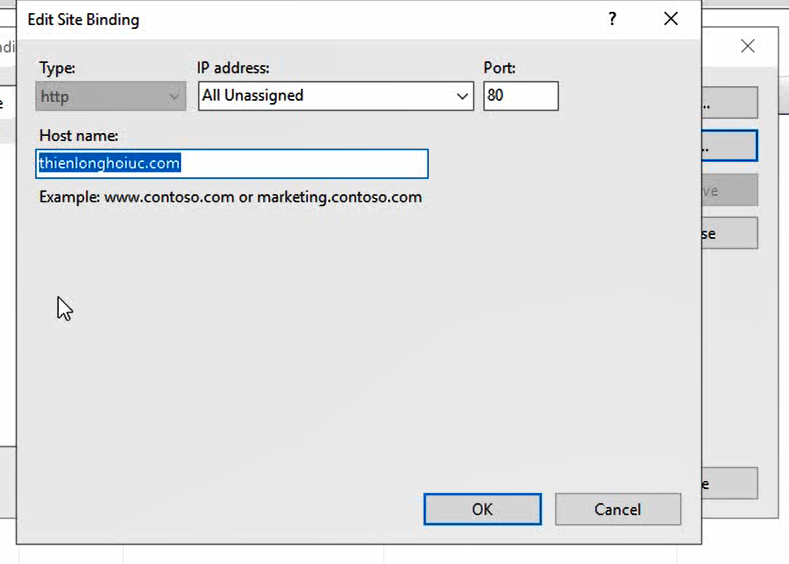 Edit Site Binding
?
Type:
IP address:
Port:
http
All Unassigned
80
Host name:
thienlonghoiuc.com
Example: www.contoso.com or marketing.contoso.com
OK
Cancel